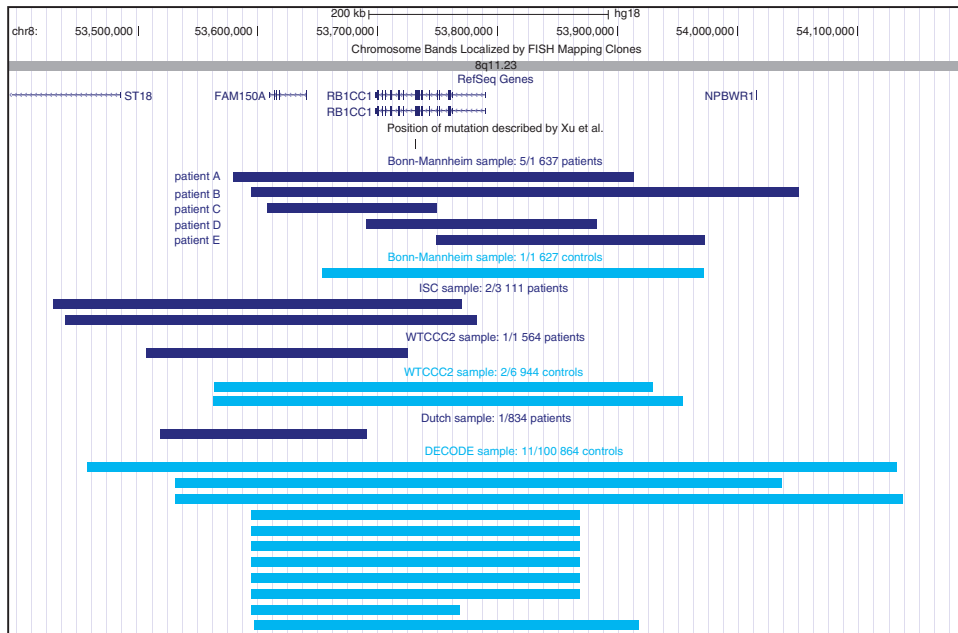 200 kb hg18
chr8: 53,500,000 53,600,000 53,700,000 53,800,000 53,900,000 54,000,000 54,100,000
Chromosome Bands Localized by FISH Mapping Clones
8q11.23
RefSeq Genes
ST18 FAM150A RB1CC1 NPBWR1
RB1CC1
Position of mutation described by Xu et al.
Bonn-Mannheim sample: 5/1 637 patients
patient A
patient B
patient C
patient D
patient E
Bonn-Mannheim sample: 1/1 627 controls
ISC sample: 2/3 111 patients
WTCCC2 sample: 1/1 564 patients
WTCCC2 sample: 2/6 944 controls
Dutch sample: 1/834 patients
DECODE sample: 11/100 864 controls